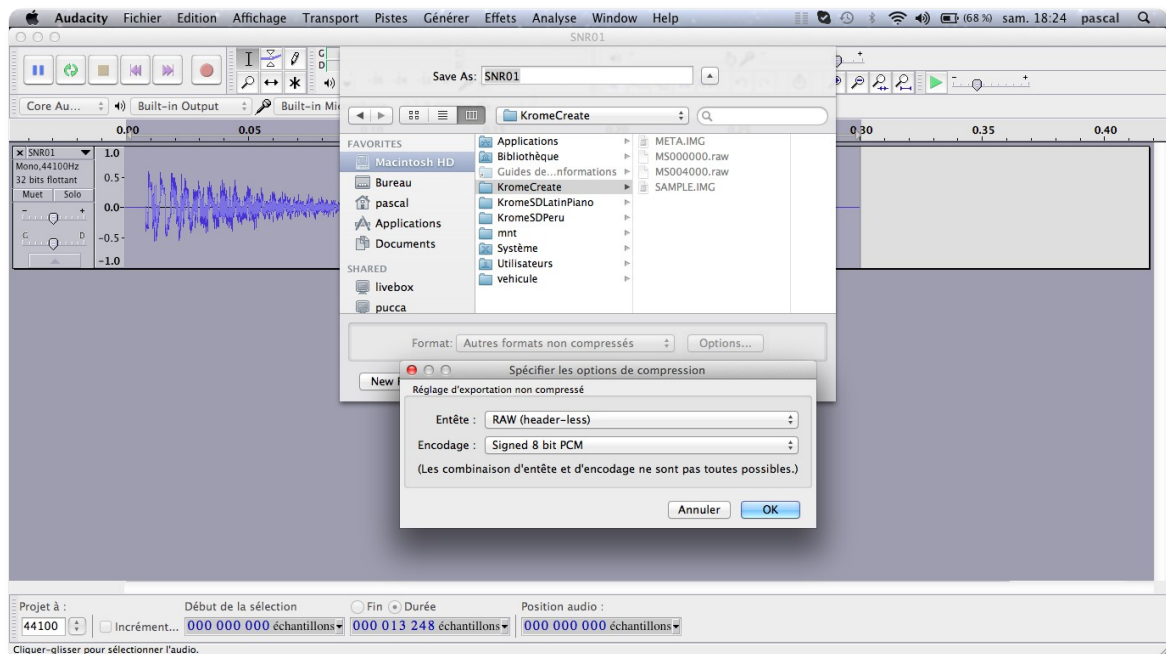 Audacity Fichier Edition Affichage Transport Pistes Générer Effets Analyse Window Help (68 %) sam. 18:24 pascal
SNR01
G
D
Save As: SNR01
Core Au... Built-in Output Built-in Mi
KromeCreate
0.00 0.05 0.30 0.35 0.40
SNR01
Mono,44100Hz
32 bits flottant
Muet Solo
- +
G D
1.0
0.5
0.0
-0.5
-1.0
FAVORITES
Macintosh HD
Bureau
pascal
Applications
Documents
SHARED
livebox
pucca
Applications
Bibliothèque
Guides de...nformations
KromeCreate
KromeSDLatinPiano
KromeSDPeru
mnt
Système
Utilisateurs
vehicule
META.IMG
MS000000.raw
MS004000.raw
SAMPLE.IMG
Format: Autres formats non compressés Options...
New
Spécifier les options de compression
Réglage d'exportation non compressé
Entête : RAW (header-less)
Encodage : Signed 8 bit PCM
(Les combinaison d'entête et d'encodage ne sont pas toutes possibles.)
Annuler OK
Projet à : Début de la sélection Fin Durée Position audio :
44100 Incrément... 000 000 000 échantillons 000 013 248 échantillons 000 000 000 échantillons
Cliquer-glisser pour sélectionner l'audio.